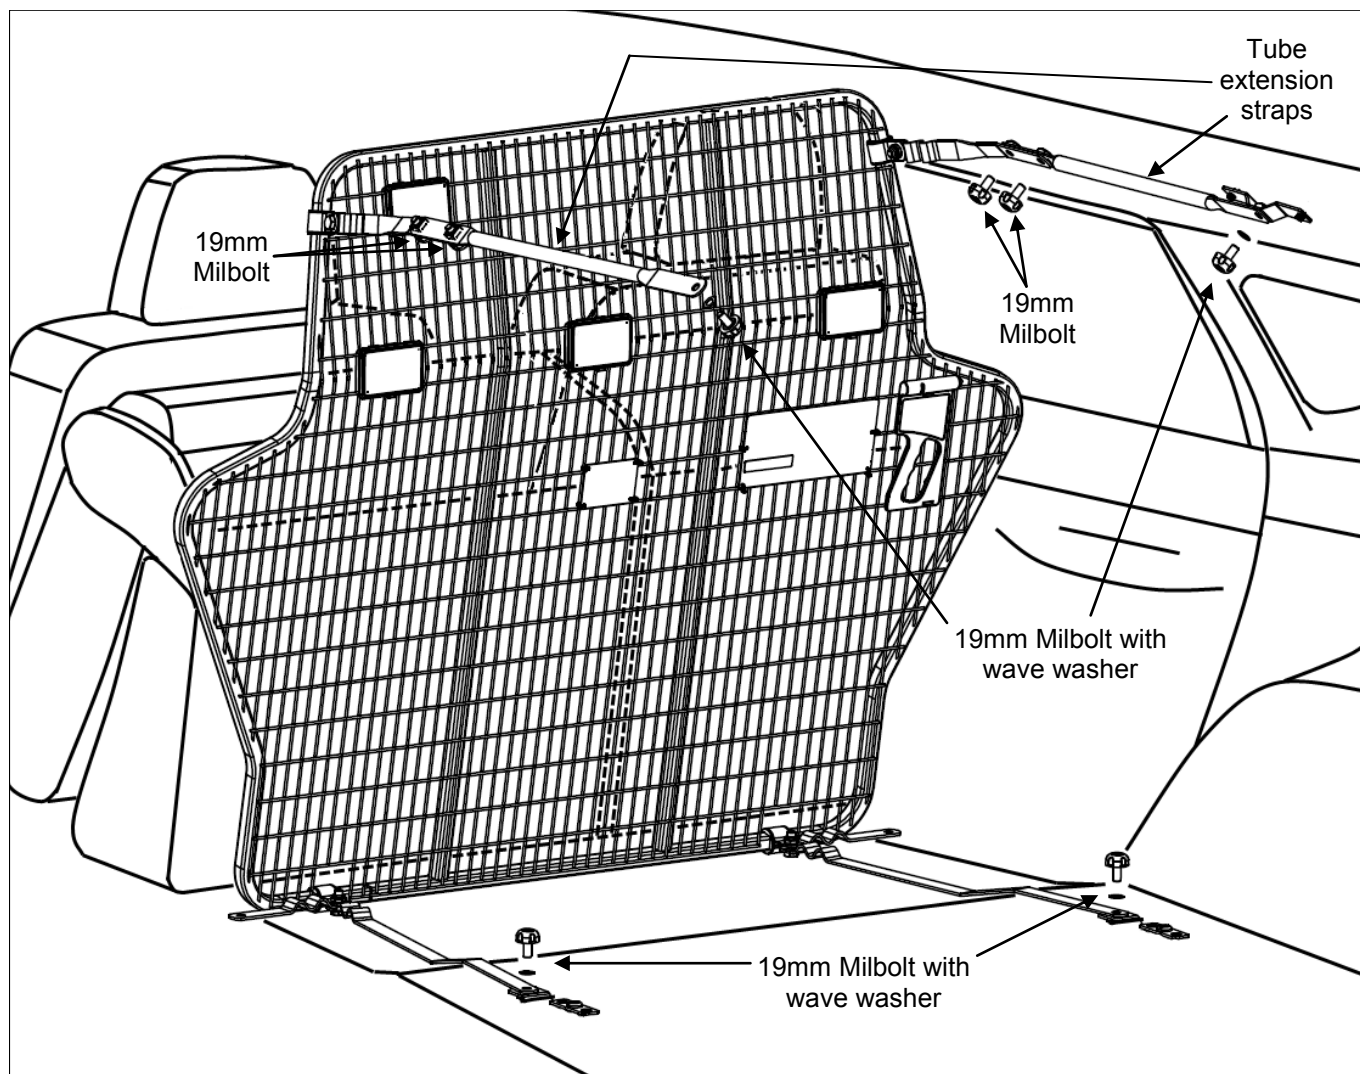 Tube
extension
straps
19mm
Milbolt
19mm
Milbolt
19mm Milbolt with
wave washer
19mm Milbolt with
wave washer